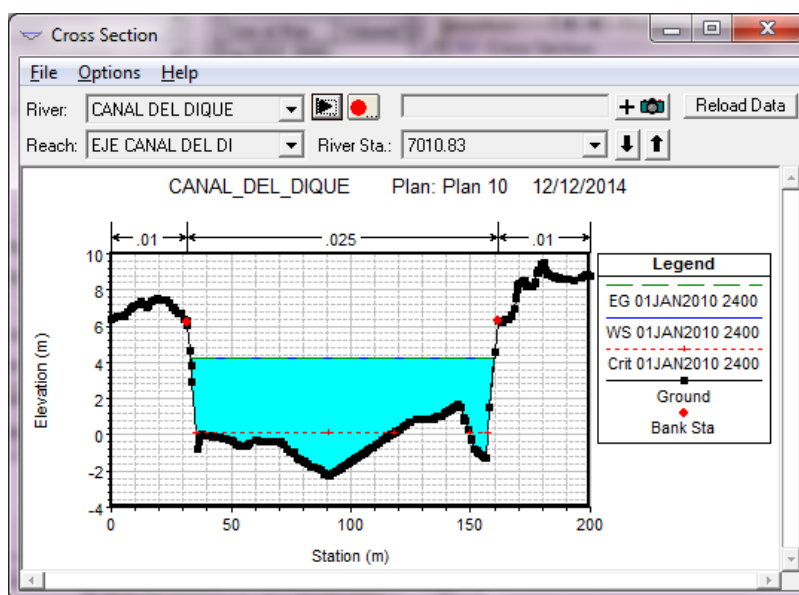 Cross Section
File Options Help
River: CANAL DEL DIQUE
Reload Data
Reach: EJE CANAL DEL DI River Sta.: 7010.83
CANAL_DEL_DIQUE Plan: Plan 10 12/12/2014
.01 .025 .01
10
8
6
4
2
0
-2
-4
Elevation (m)
0 50 100 150 200
Station (m)
Legend
EG 01JAN2010 2400
WS 01JAN2010 2400
Crit 01JAN2010 2400
Ground
Bank Sta